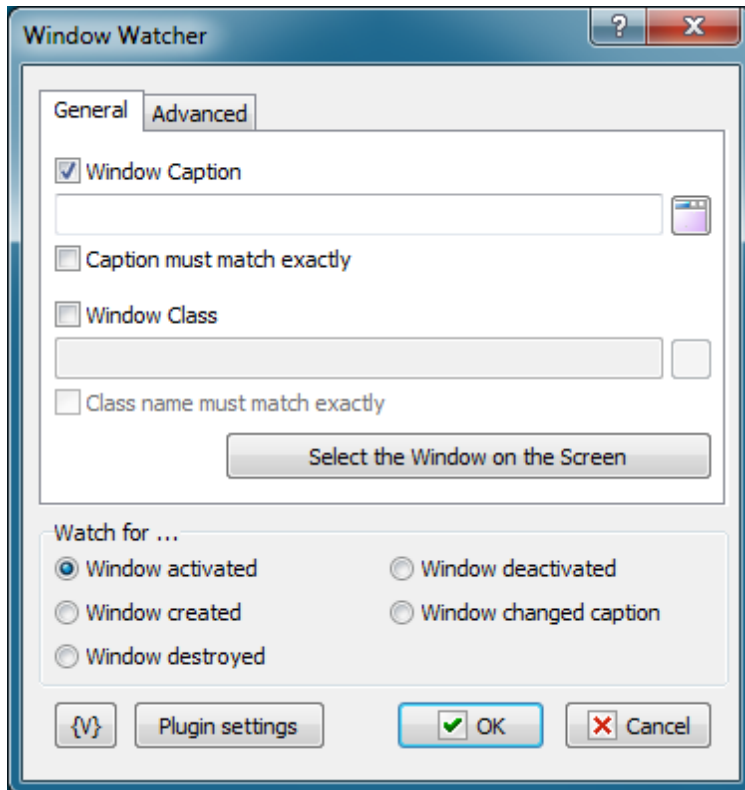 Window Watcher
General Advanced
Window Caption
Caption must match exactly
Window Class
Class name must match exactly
Select the Window on the Screen
Watch for ...
Window activated Window deactivated
Window created Window changed caption
Window destroyed
{V} Plugin settings OK Cancel